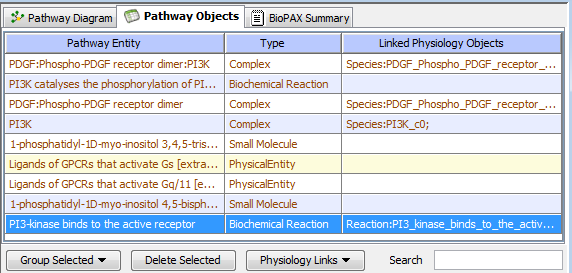 Pathway Diagram Pathway Objects BioPAX Summary
Pathway Entity Type Linked Physiology Objects
PDGF:Phospho-PDGF receptor dimer:PI3K Complex Species:PDGF_Phospho_PDGF_receptor_...
PI3K catalyses the phosphorylation of PI... Biochemical Reaction
PDGF:Phospho-PDGF receptor dimer Complex Species:PDGF_Phospho_PDGF_receptor_...
PI3K Complex Species:PI3K_c0;
1-phosphatidyl-1D-myo-inositol 3,4,5-tris... Small Molecule
Ligands of GPCRs that activate Gs [extra... PhysicalEntity
Ligands of GPCRs that activate Gq/11 [e... PhysicalEntity
1-phosphatidyl-1D-myo-inositol 4,5-bisph... Small Molecule
PI3-kinase binds to the active receptor Biochemical Reaction Reaction:PI3_kinase_binds_to_the_activ...
Group Selected Delete Selected Physiology Links Search